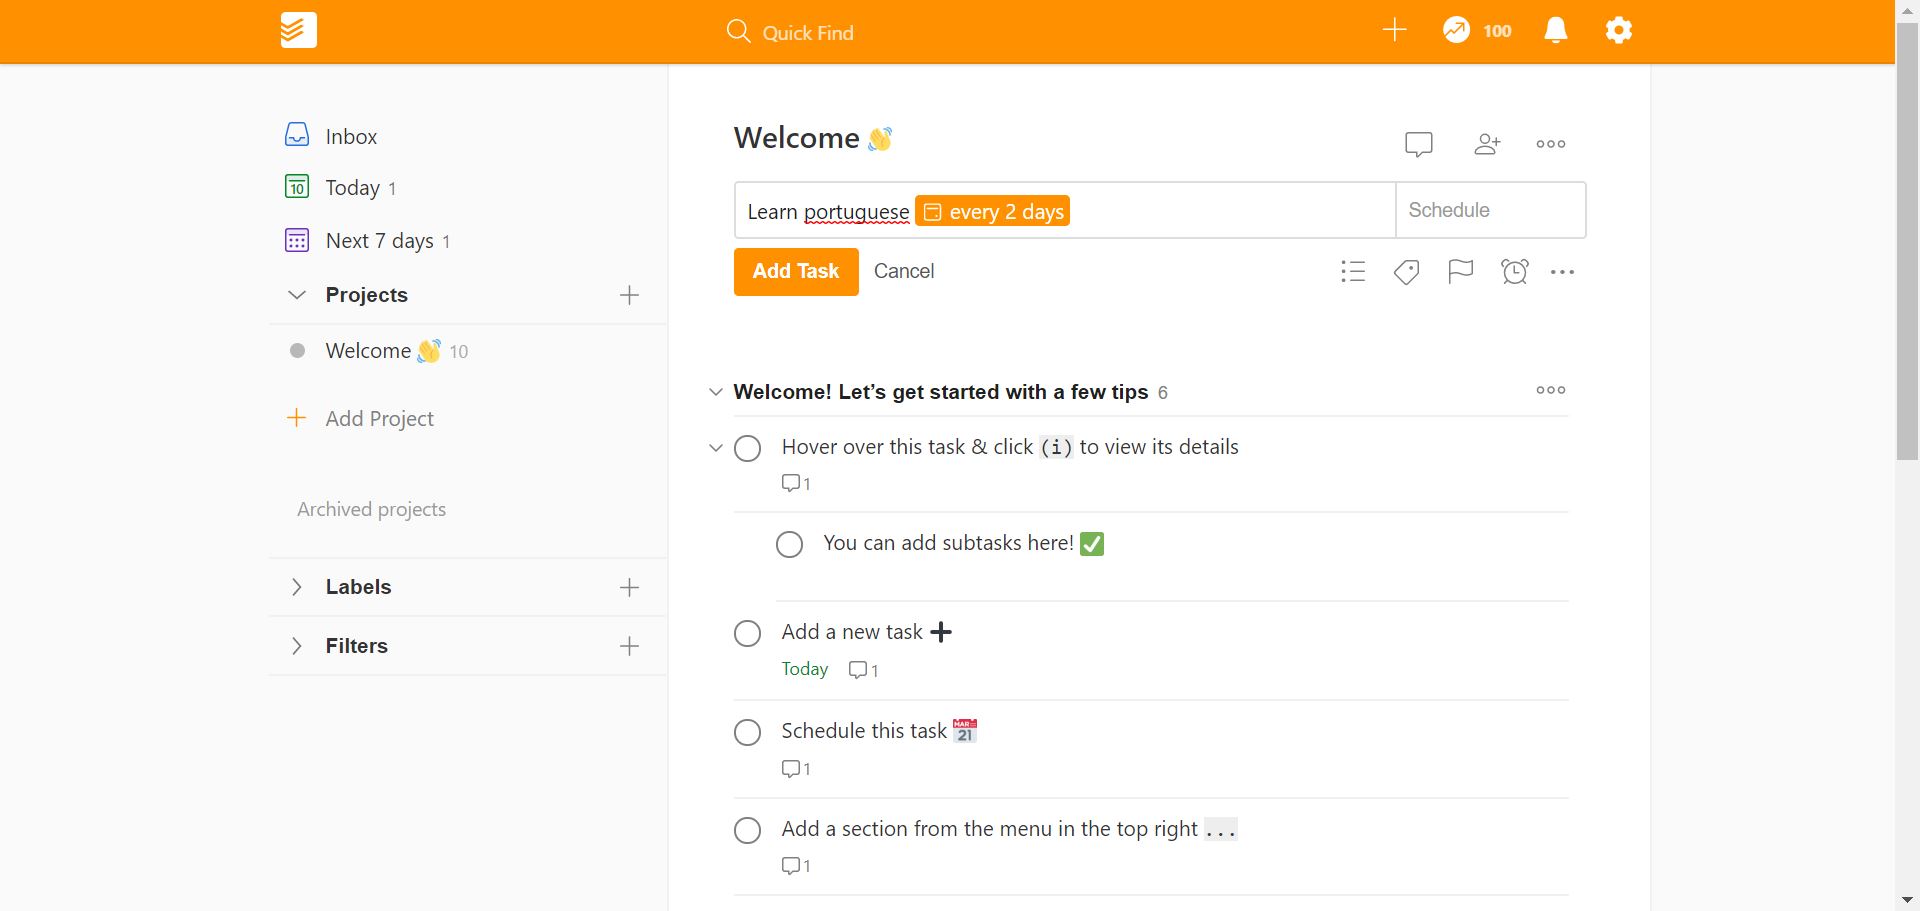 Quick Find
100
Inbox
10 Today 1
Next 7 days 1
Projects
Welcome 👋 10
Add Project
Archived projects
Labels
Filters
Welcome 👋
Learn portuguese every 2 days
Schedule
Add Task Cancel
Welcome! Let’s get started with a few tips 6
Hover over this task & click (i) to view its details
1
You can add subtasks here! ✅
Add a new task ➕
Today 1
Schedule this task 📅 MAR 21
1
Add a section from the menu in the top right ...
1